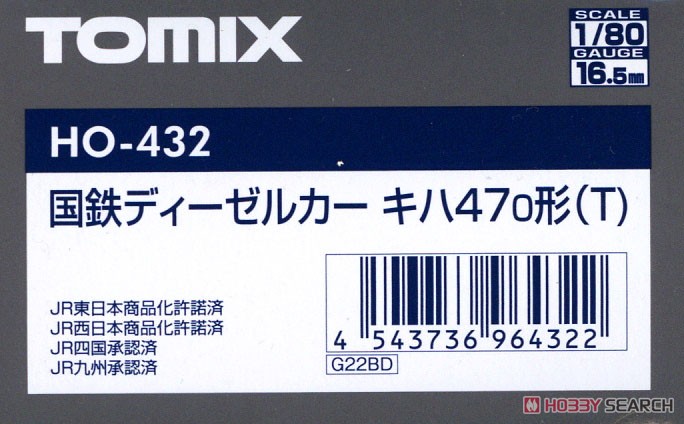 TOMIX
SCALE
1/80
GAUGE
16.5mm
HO-432
国鉄ディーゼルカー キハ47 0形(T)
JR東日本商品化許諾済
JR西日本商品化許諾済
JR四国承認済
JR九州承認済
4 543736 964322
G22BD
HOBBY SEARCH